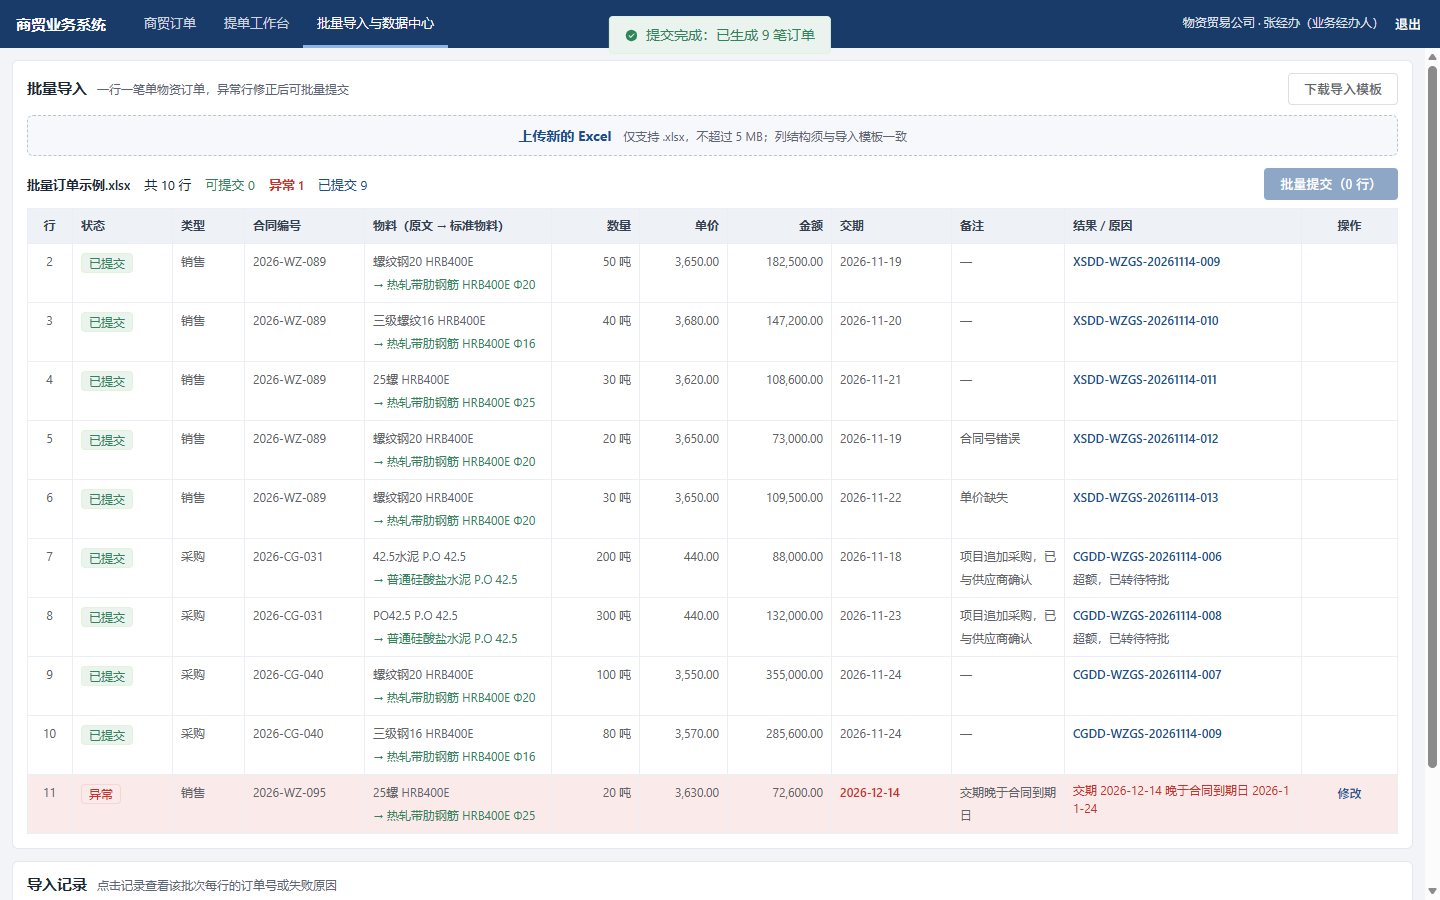 商贸业务系统 商贸订单 提单工作台 批量导入与数据中心 物资贸易公司 · 张经办（业务经办人） 退出
提交完成：已生成 9 笔订单
批量导入 一行一笔单物资订单，异常行修正后可批量提交 下载导入模板
上传新的 Excel 仅支持 .xlsx，不超过 5 MB；列结构须与导入模板一致
批量订单示例.xlsx 共 10 行 可提交 0 异常 1 已提交 9 批量提交（0 行）
行 状态 类型 合同编号 物料（原文 → 标准物料） 数量 单价 金额 交期 备注 结果 / 原因 操作
2 已提交 销售 2026-WZ-089 螺纹钢20 HRB400E 50 吨 3,650.00 182,500.00 2026-11-19 — XSDD-WZGS-20261114-009
→ 热轧带肋钢筋 HRB400E Φ20
3 已提交 销售 2026-WZ-089 三级螺纹16 HRB400E 40 吨 3,680.00 147,200.00 2026-11-20 — XSDD-WZGS-20261114-010
→ 热轧带肋钢筋 HRB400E Φ16
4 已提交 销售 2026-WZ-089 25螺 HRB400E 30 吨 3,620.00 108,600.00 2026-11-21 — XSDD-WZGS-20261114-011
→ 热轧带肋钢筋 HRB400E Φ25
5 已提交 销售 2026-WZ-089 螺纹钢20 HRB400E 20 吨 3,650.00 73,000.00 2026-11-19 合同号错误 XSDD-WZGS-20261114-012
→ 热轧带肋钢筋 HRB400E Φ20
6 已提交 销售 2026-WZ-089 螺纹钢20 HRB400E 30 吨 3,650.00 109,500.00 2026-11-22 单价缺失 XSDD-WZGS-20261114-013
→ 热轧带肋钢筋 HRB400E Φ20
7 已提交 采购 2026-CG-031 42.5水泥 P.O 42.5 200 吨 440.00 88,000.00 2026-11-18 项目追加采购，已 CGDD-WZGS-20261114-006
→ 普通硅酸盐水泥 P.O 42.5 与供应商确认 超额，已转待特批
8 已提交 采购 2026-CG-031 PO42.5 P.O 42.5 300 吨 440.00 132,000.00 2026-11-23 项目追加采购，已 CGDD-WZGS-20261114-008
→ 普通硅酸盐水泥 P.O 42.5 与供应商确认 超额，已转待特批
9 已提交 采购 2026-CG-040 螺纹钢20 HRB400E 100 吨 3,550.00 355,000.00 2026-11-24 — CGDD-WZGS-20261114-007
→ 热轧带肋钢筋 HRB400E Φ20
10 已提交 采购 2026-CG-040 三级钢16 HRB400E 80 吨 3,570.00 285,600.00 2026-11-24 — CGDD-WZGS-20261114-009
→ 热轧带肋钢筋 HRB400E Φ16
11 异常 销售 2026-WZ-095 25螺 HRB400E 20 吨 3,630.00 72,600.00 2026-12-14 交期晚于合同到期 交期 2026-12-14 晚于合同到期日 2026-1 修改
→ 热轧带肋钢筋 HRB400E Φ25 日 1-24
导入记录 点击记录查看该批次每行的订单号或失败原因